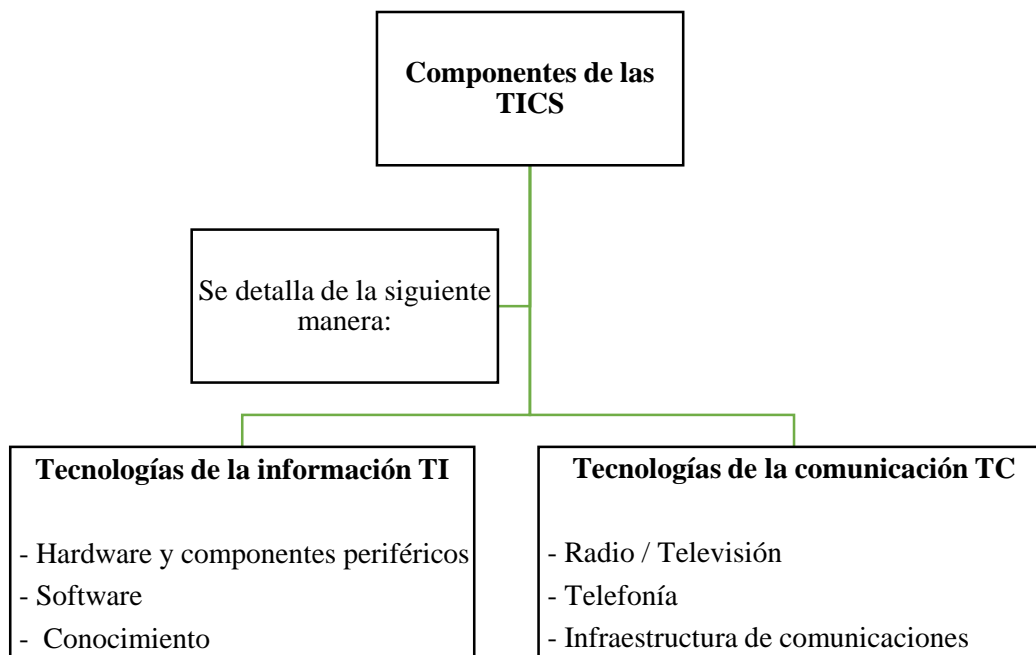 Componentes de las
TICS
Se detalla de la siguiente
manera:
Tecnologías de la información TI
- Hardware y componentes periféricos
- Software
- Conocimiento
Tecnologías de la comunicación TC
- Radio / Televisión
- Telefonía
- Infraestructura de comunicaciones